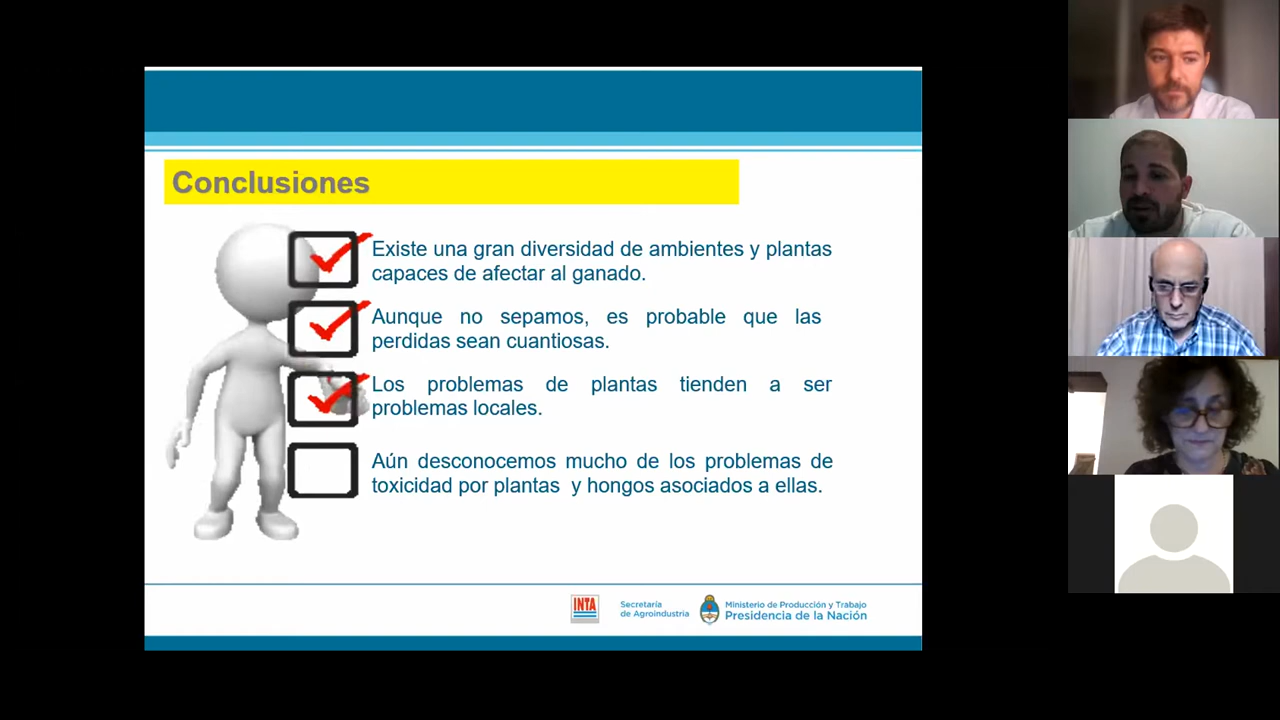 Conclusiones
Existe una gran diversidad de ambientes y plantas
capaces de afectar al ganado.
Aunque no sepamos, es probable que las
perdidas sean cuantiosas.
Los problemas de plantas tienden a ser
problemas locales.
Aún desconocemos mucho de los problemas de
toxicidad por plantas y hongos asociados a ellas.
INTA
Secretaría
de Agroindustria
Ministerio de Producción y Trabajo
Presidencia de la Nación